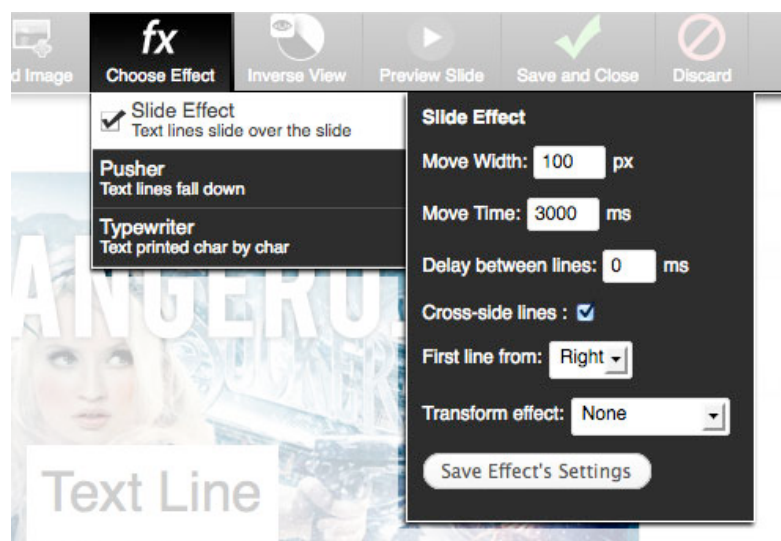 d Image
fx
Choose Effect
Inverse View
Preview Slide
Save and Close
Discard
Slide Effect
Text lines slide over the slide
Pusher
Text lines fall down
Typewriter
Text printed char by char
Slide Effect
Move Width: 100 px
Move Time: 3000 ms
Delay between lines: 0 ms
Cross-side lines :
First line from: Right
Transform effect: None
Save Effect's Settings
ANGERO
Text Line